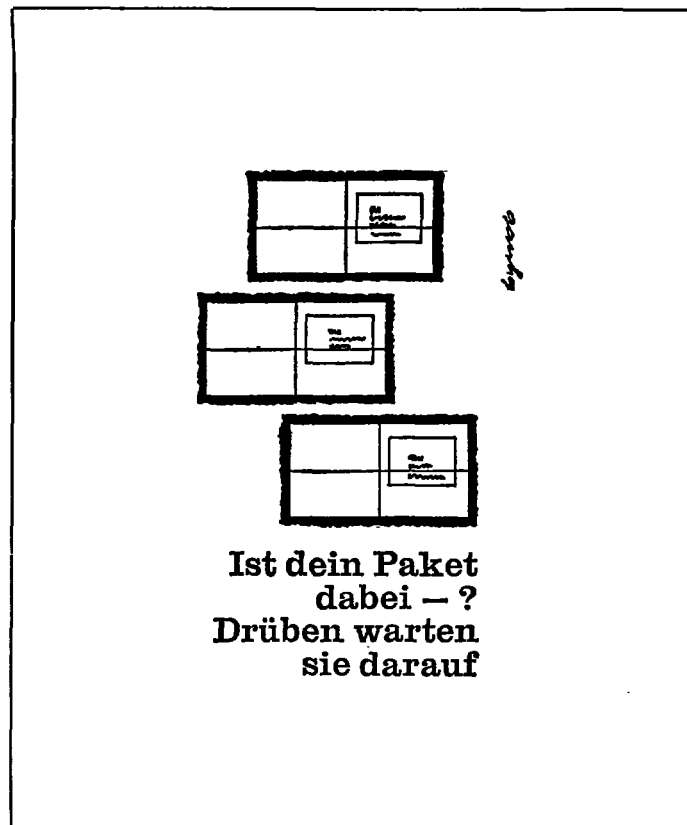 Ist dein Paket
dabei — ?
Drüben warten
sie darauf